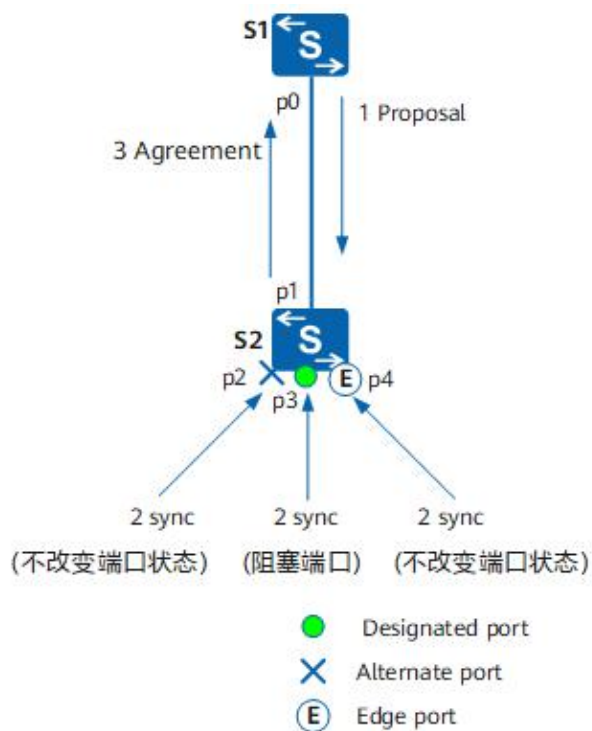 S1
S
p0
1 Proposal
3 Agreement
p1
S2
S
p2
E
p4
p3
2 sync 2 sync 2 sync
(不改变端口状态) (阻塞端口) (不改变端口状态)
Designated port
Alternate port
E Edge port